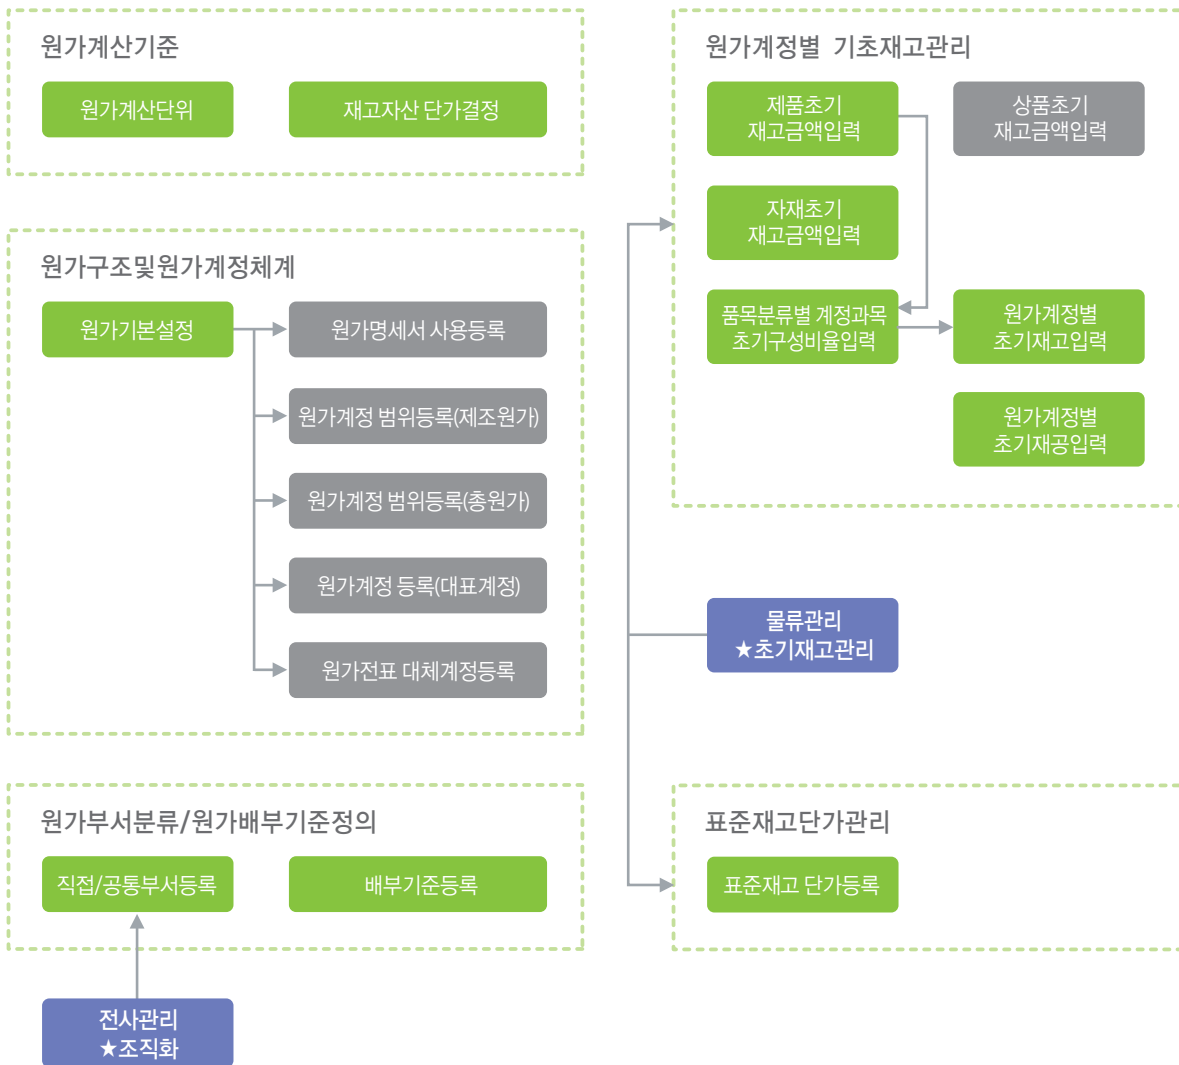 원가계산기준
원가계산단위
재고자산 단가결정
원가구조및원가계정체계
원가기본설정
원가명세서 사용등록
원가계정 범위등록(제조원가)
원가계정 범위등록(총원가)
원가계정 등록(대표계정)
원가전표 대체계정등록
원가부서분류/원가배부기준정의
직접/공통부서등록
배부기준등록
전사관리
★조직화
원가계정별 기초재고관리
제품초기
재고금액입력
상품초기
재고금액입력
자재초기
재고금액입력
품목분류별 계정과목
초기구성비율입력
원가계정별
초기재고입력
원가계정별
초기재공입력
물류관리
★초기재고관리
표준재고단가관리
표준재고 단가등록